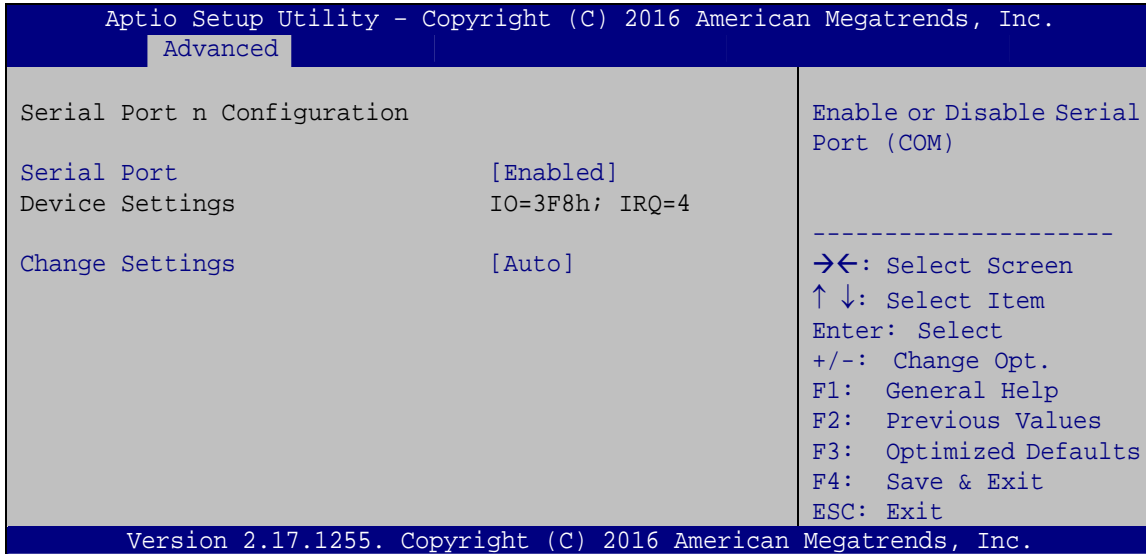 Aptio Setup Utility – Copyright (C) 2016 American Megatrends, Inc.
Advanced
Serial Port n Configuration
Serial Port [Enabled]
Device Settings IO=3F8h; IRQ=4
Change Settings [Auto]
Enable or Disable Serial
Port (COM)
---------------------
→←: Select Screen
↑ ↓: Select Item
Enter: Select
+/-: Change Opt.
F1: General Help
F2: Previous Values
F3: Optimized Defaults
F4: Save & Exit
ESC: Exit
Version 2.17.1255. Copyright (C) 2016 American Megatrends, Inc.